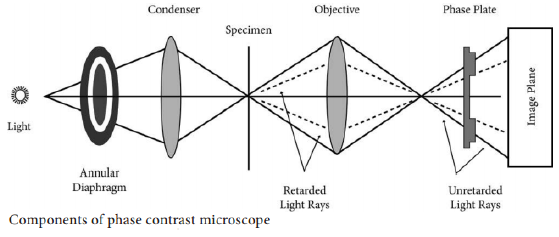 Condenser
Objective
Phase Plate
Specimen
Image Plane
Light
Annular
Diaphragm
Retarded
Light Rays
Unretarded
Light Rays
Components of phase contrast microscope